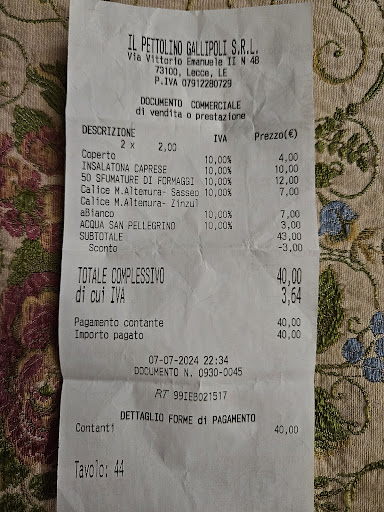 IL PETTOLINO GALLIPOLI S.R.L.
Via Vittorio Emanuele II N 48
73100, Lecce, LE
P.IVA 07912280729
DOCUMENTO COMMERCIALE
di vendita o prestazione
DESCRIZIONE IVA Prezzo(€)
2 x 2,00
Coperto 10,00% 4,00
INSALATONA CAPRESE 10,00% 10,00
50 SFUMATURE DI FORMAGGI 10,00% 12,00
Calice M.Altemura- Sasseo 10,00% 7,00
Calice M.Altemura- Zinzu
aBianco 10,00% 7,00
ACQUA SAN PELLEGRINO 10,00% 3,00
SUBTOTALE 43,00
Sconto -3,00
TOTALE COMPLESSIVO 40,00
di cui IVA 3,64
Pagamento contante 40,00
Importo pagato 40,00
07-07-2024 22:34
DOCUMENTO N. 0930-0045
RT 99IEB021517
DETTAGLIO FORME di PAGAMENTO
Contanti 40,00
Tavolo: 44